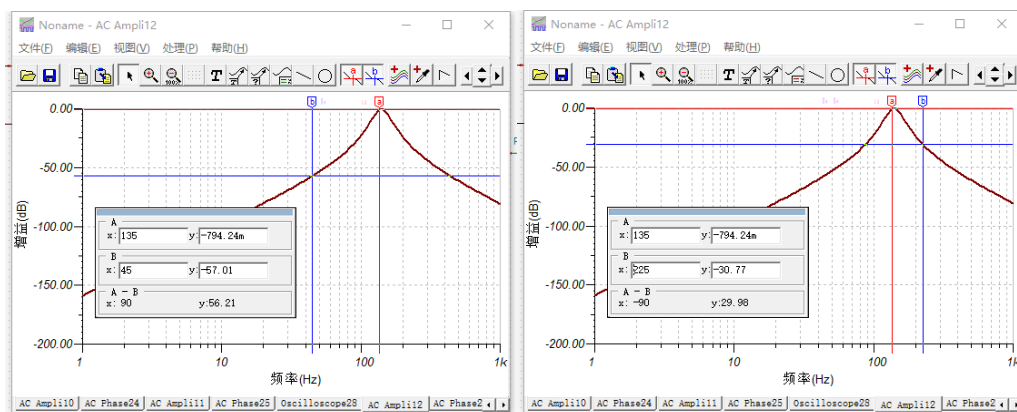 Noname - AC Ampli12
文件(F) 编辑(E) 视图(V) 处理(P) 帮助(H)
100% T a b
b a
0.00
-50.00
-100.00
-150.00
-200.00
增益(dB)
A
x: 135 y: -794.24m
B
x: 45 y: -57.01
A - B
x: 90 y:56.21
1 10 100 1k
频率(Hz)
AC Ampli10 AC Phase24 AC Ampli11 AC Phase25 Oscilloscope28 AC Ampli12 AC Phase2
Noname - AC Ampli12
文件(F) 编辑(E) 视图(V) 处理(P) 帮助(H)
100% T a b
a b
0.00
-50.00
-100.00
-150.00
-200.00
增益(dB)
A
x: 135 y: -794.24m
B
x: 225 y: -30.77
A - B
x: -90 y:29.98
1 10 100 1k
频率(Hz)
AC Ampli10 AC Phase24 AC Ampli11 AC Phase25 Oscilloscope28 AC Ampli12 AC Phase2